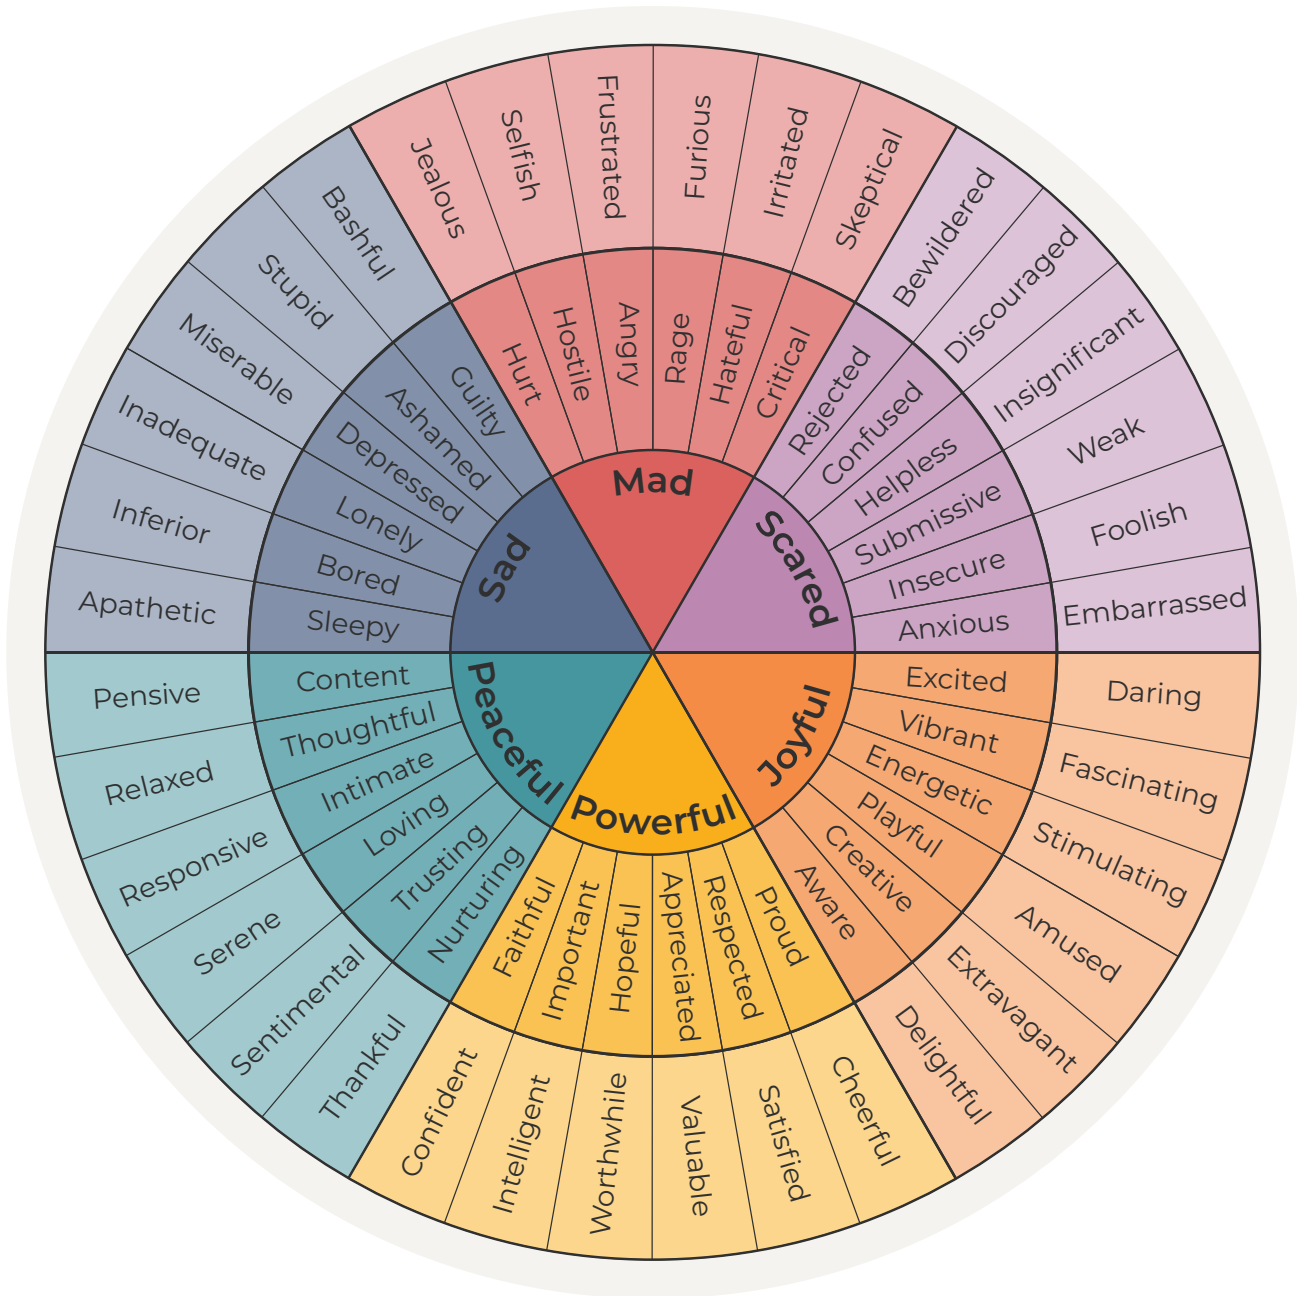 Mad
Scared
Joyful
Powerful
Peaceful
Sad
Hurt
Hostile
Angry
Rage
Hateful
Critical
Rejected
Confused
Helpless
Submissive
Insecure
Anxious
Excited
Vibrant
Energetic
Playful
Creative
Aware
Proud
Respected
Appreciated
Hopeful
Important
Faithful
Nurturing
Trusting
Loving
Intimate
Thoughtful
Content
Sleepy
Bored
Lonely
Depressed
Ashamed
Guilty
Jealous
Selfish
Frustrated
Furious
Irritated
Skeptical
Bewildered
Discouraged
Insignificant
Weak
Foolish
Embarrassed
Daring
Fascinating
Stimulating
Amused
Extravagant
Delightful
Cheerful
Satisfied
Valuable
Worthwhile
Intelligent
Confident
Thankful
Sentimental
Serene
Responsive
Relaxed
Pensive
Apathetic
Inferior
Inadequate
Miserable
Stupid
Bashful